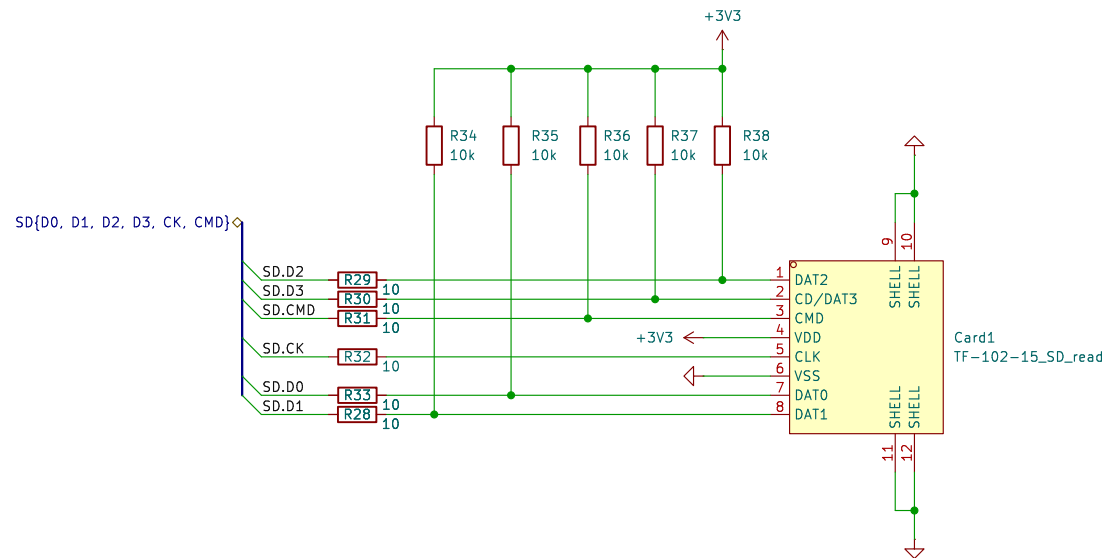 +3V3
R34
10k
R35
10k
R36
10k
R37
10k
R38
10k
SD{D0, D1, D2, D3, CK, CMD}
9
10
SHELL
SHELL
SD.D2
R29
10
1
DAT2
SD.D3
R30
10
2
CD/DAT3
SD.CMD
R31
10
3
CMD
+3V3
4
VDD
SD.CK
R32
10
5
CLK
6
VSS
SD.D0
R33
10
7
DAT0
SD.D1
R28
10
8
DAT1
Card1
TF-102-15_SD_read
SHELL
SHELL
11
12